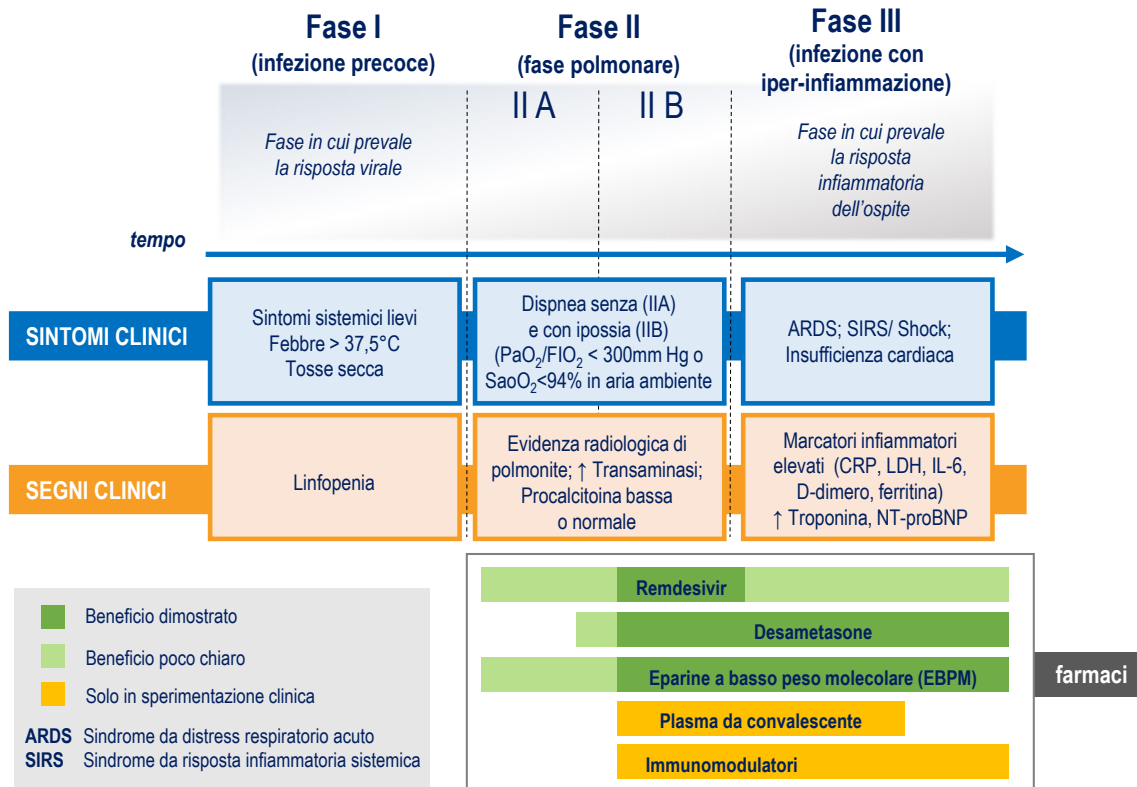 Fase I
(infezione precoce)
Fase II
(fase polmonare)
Fase III
(infezione con
iper-infiammazione)
II A
II B
Fase in cui prevale
la risposta virale
Fase in cui prevale
la risposta
infiammatoria
dell'ospite
tempo
SINTOMI CLINICI
Sintomi sistemici lievi
Febbre > 37,5°C
Tosse secca
Dispnea senza (IIA)
e con ipossia (IIB)
(PaO₂/FIO₂ < 300mm Hg o
SaoO₂<94% in aria ambiente
ARDS; SIRS/ Shock;
Insufficienza cardiaca
SEGNI CLINICI
Linfopenia
Evidenza radiologica di
polmonite; ↑ Transaminasi;
Procalcitoina bassa
o normale
Marcatori infiammatori
elevati (CRP, LDH, IL-6,
D-dimero, ferritina)
↑ Troponina, NT-proBNP
Beneficio dimostrato
Beneficio poco chiaro
Solo in sperimentazione clinica
ARDS Sindrome da distress respiratorio acuto
SIRS Sindrome da risposta infiammatoria sistemica
Remdesivir
Desametasone
Eparine a basso peso molecolare (EBPM)
Plasma da convalescente
Immunomodulatori
farmaci